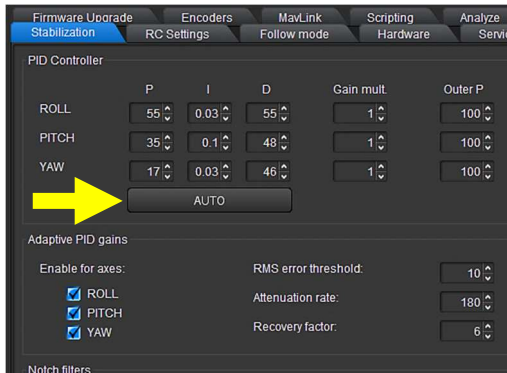 Firmware Upgrade Encoders MavLink Scripting Analyze
Stabilization RC Settings Follow mode Hardware
PID Controller
P I D Gain mult. Outer P
ROLL 55 0.03 55 1 100
PITCH 35 0.1 48 1 100
YAW 17 0.03 46 1 100
AUTO
Adaptive PID gains
Enable for axes: RMS error threshold: 10
ROLL Attenuation rate: 180
PITCH
YAW Recovery factor: 6
Notch filters